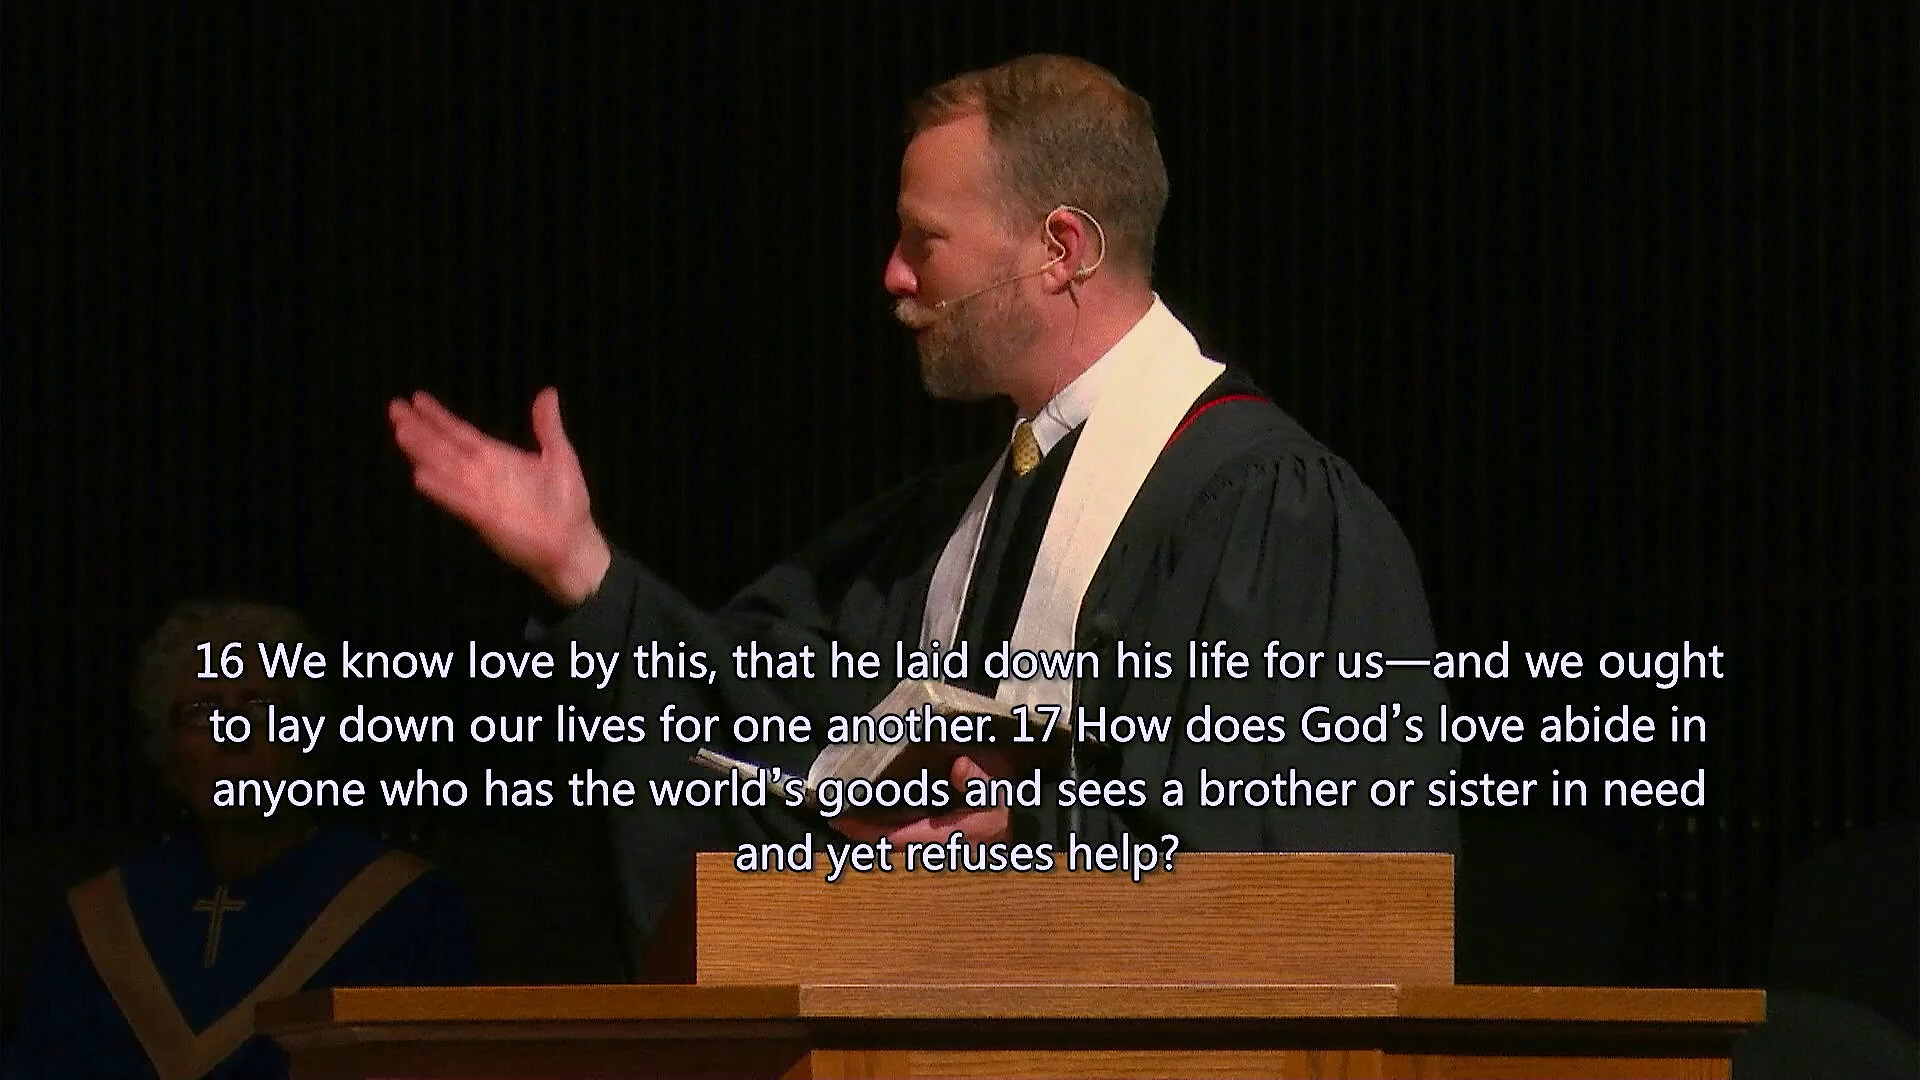 16 We know love by this, that he laid down his life for us—and we ought
to lay down our lives for one another. 17 How does God’s love abide in
anyone who has the world’s goods and sees a brother or sister in need
and yet refuses help?